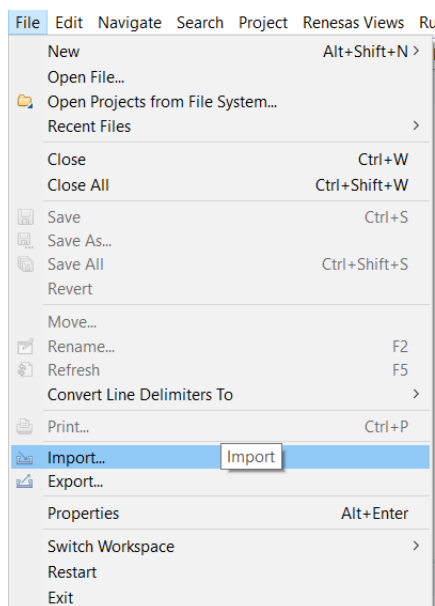 File Edit Navigate Search Project Renesas Views
New Alt+Shift+N >
Open File...
Open Projects from File System...
Recent Files >
Close Ctrl+W
Close All Ctrl+Shift+W
Save Ctrl+S
Save As...
Save All Ctrl+Shift+S
Revert
Move...
Rename... F2
Refresh F5
Convert Line Delimiters To >
Print... Ctrl+P
Import... Import
Export...
Properties Alt+Enter
Switch Workspace >
Restart
Exit